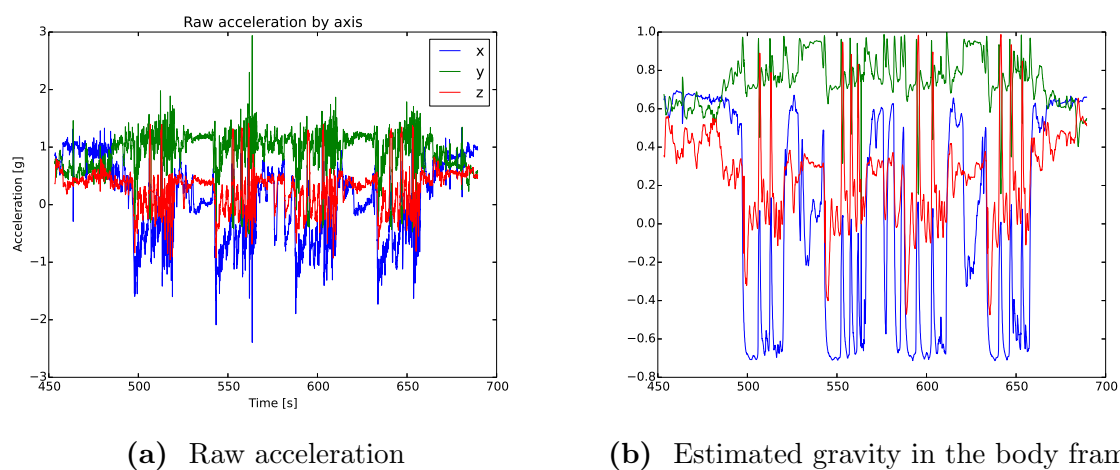 Raw acceleration by axis
3
2
1
0
−1
−2
−3
Acceleration [g]
x
y
z
450 500 550 600 650 700
Time [s]
(a) Raw acceleration
1.0
0.8
0.6
0.4
0.2
0.0
−0.2
−0.4
−0.6
−0.8
450 500 550 600 650 700
(b) Estimated gravity in the body fram